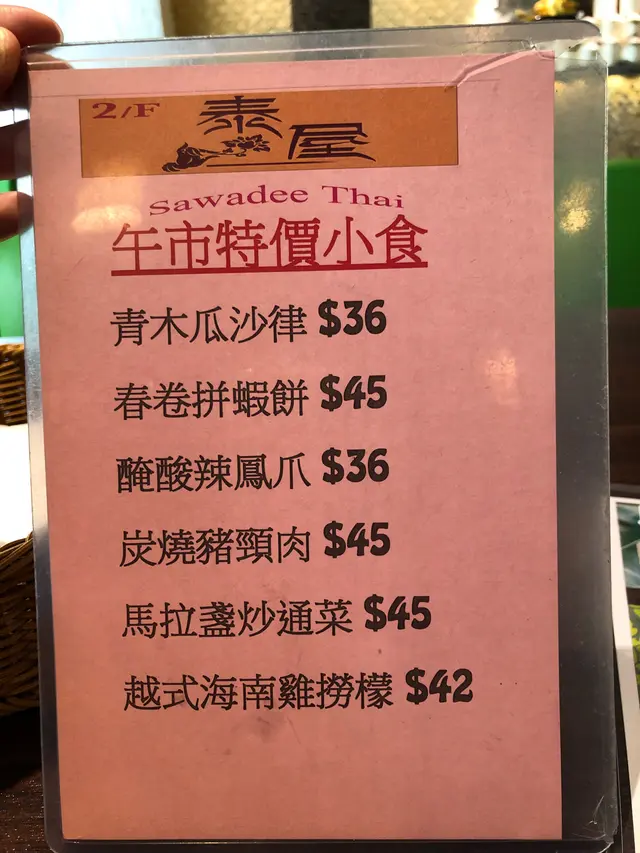 2/F
泰屋
Sawadee Thai
午市特價小食
青木瓜沙律 $36
春卷拼蝦餅 $45
醃酸辣鳳爪 $36
炭燒豬頸肉 $45
馬拉盞炒通菜 $45
越式海南雞撈檬 $42